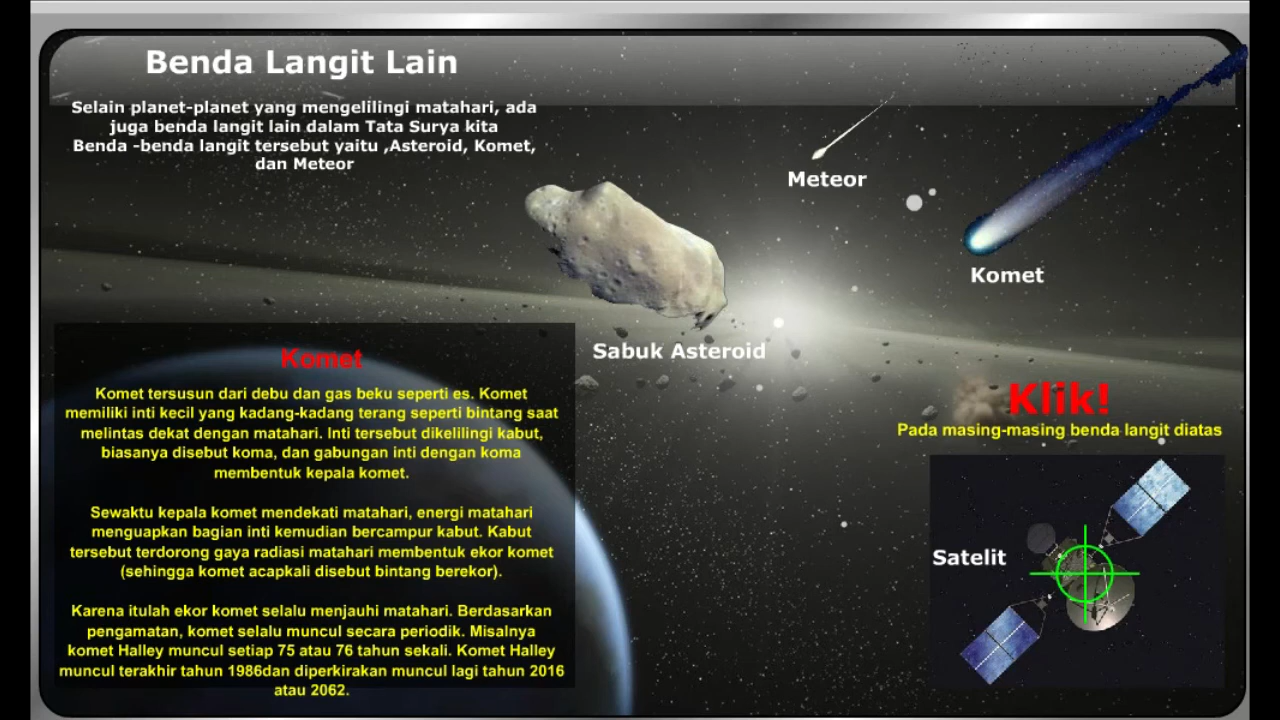 Benda Langit Lain
Selain planet-planet yang mengelilingi matahari, ada
juga benda langit lain dalam Tata Surya kita
Benda -benda langit tersebut yaitu ,Asteroid, Komet,
dan Meteor
Meteor
Komet
Sabuk Asteroid
Komet
Komet tersusun dari debu dan gas beku seperti es. Komet
memiliki inti kecil yang kadang-kadang terang seperti bintang saat
melintas dekat dengan matahari. Inti tersebut dikelilingi kabut,
biasanya disebut koma, dan gabungan inti dengan koma
membentuk kepala komet.
Sewaktu kepala komet mendekati matahari, energi matahari
menguapkan bagian inti kemudian bercampur kabut. Kabut
tersebut terdorong gaya radiasi matahari membentuk ekor komet
(sehingga komet acapkali disebut bintang berekor).
Karena itulah ekor komet selalu menjauhi matahari. Berdasarkan
pengamatan, komet selalu muncul secara periodik. Misalnya
komet Halley muncul setiap 75 atau 76 tahun sekali. Komet Halley
muncul terakhir tahun 1986dan diperkirakan muncul lagi tahun 2016
atau 2062.
Klik!
Pada masing-masing benda langit diatas
Satelit